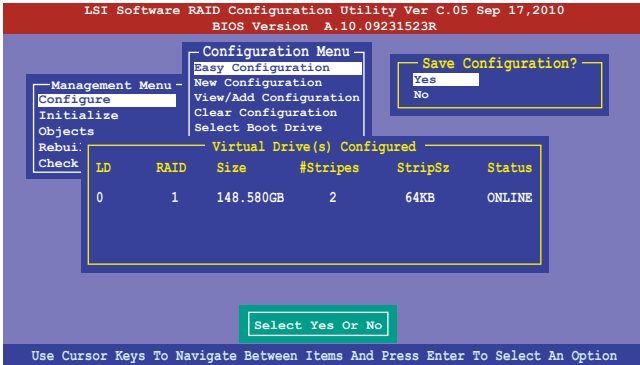 LSI Software RAID Configuration Utility Ver C.05 Sep 17,2010
BIOS Version A.10.09231523R
Configuration Menu
Easy Configuration
New Configuration
View/Add Configuration
Clear Configuration
Select Boot Drive
Save Configuration?
Yes
No
Management Menu
Configure
Initialize
Objects
Rebui
Check
Virtual Drive(s) Configured
LD RAID Size #Stripes StripSz Status
0 1 148.580GB 2 64KB ONLINE
Select Yes Or No
Use Cursor Keys To Navigate Between Items And Press Enter To Select An Option